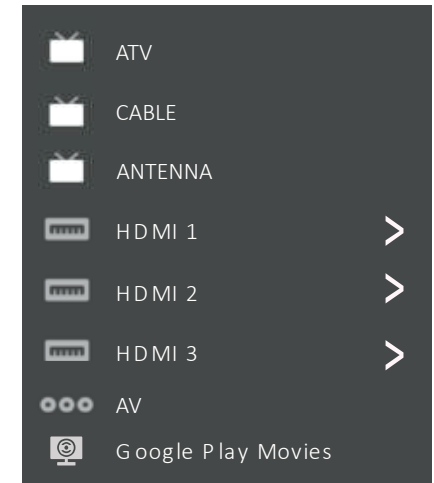 ATV
CABLE
ANTENNA
HDMI 1
HDMI 2
HDMI 3
AV
Google Play Movies